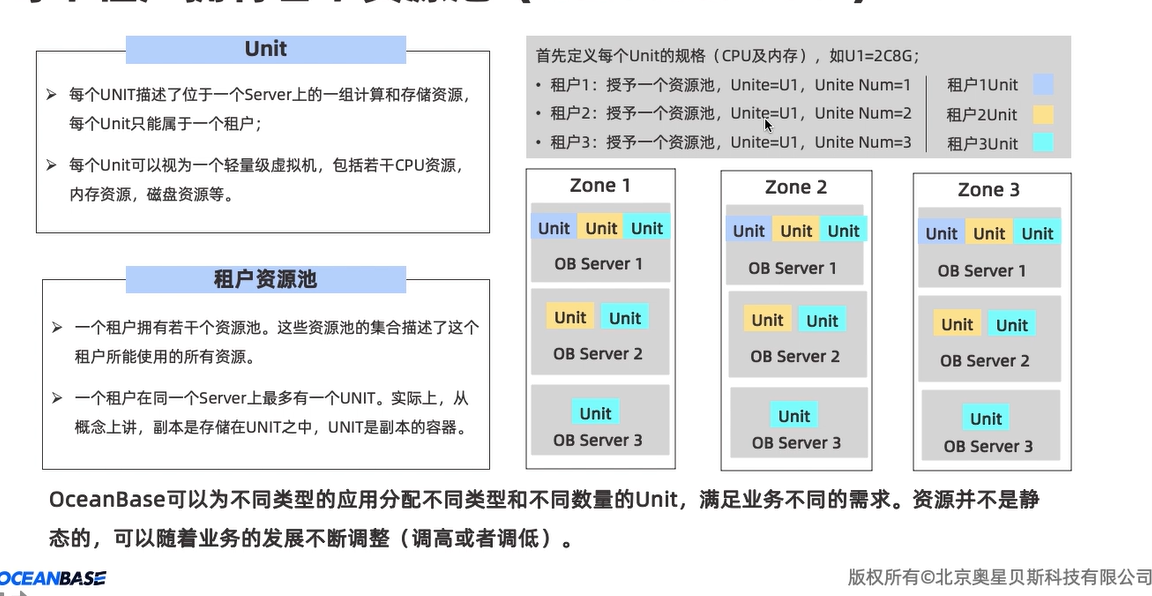 Unit
➢ 每个UNIT描述了位于一个Server上的一组计算和存储资源，
每个Unit只能属于一个租户；
➢ 每个Unit可以视为一个轻量级虚拟机，包括若干CPU资源，
内存资源，磁盘资源等。
租户资源池
➢ 一个租户拥有若干个资源池。这些资源池的集合描述了这个
租户所能使用的所有资源。
➢ 一个租户在同一个Server上最多有一个UNIT。实际上，从
概念上讲，副本是存储在UNIT之中，UNIT是副本的容器。
首先定义每个Unit的规格（CPU及内存），如U1=2C8G；
• 租户1：授予一个资源池，Unite=U1，Unite Num=1
• 租户2：授予一个资源池，Unite=U1，Unite Num=2
• 租户3：授予一个资源池，Unite=U1，Unite Num=3
租户1Unit
租户2Unit
租户3Unit
Zone 1
Unit Unit Unit
OB Server 1
Unit Unit
OB Server 2
Unit
OB Server 3
Zone 2
Unit Unit Unit
OB Server 1
Unit Unit
OB Server 2
Unit
OB Server 3
Zone 3
Unit Unit Unit
OB Server 1
Unit Unit
OB Server 2
Unit
OB Server 3
OceanBase可以为不同类型的应用分配不同类型和不同数量的Unit，满足业务不同的需求。资源并不是静
态的，可以随着业务的发展不断调整（调高或者调低）。
OCEANBASE
版权所有©北京奥星贝斯科技有限公司